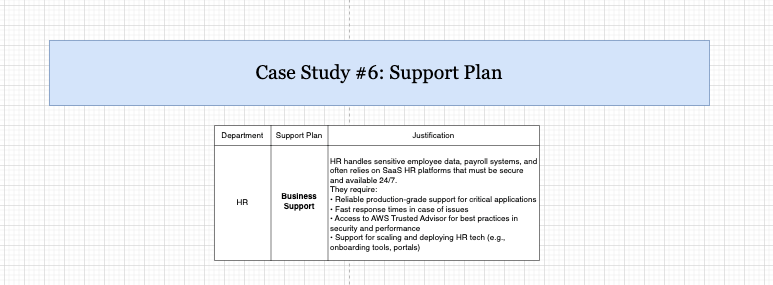 Case Study #6: Support Plan
Department
Support Plan
Justification
HR
Business
Support
HR handles sensitive employee data, payroll systems, and
often relies on SaaS HR platforms that must be secure
and available 24/7.
They require:
• Reliable production-grade support for critical applications
• Fast response times in case of issues
• Access to AWS Trusted Advisor for best practices in
security and performance
• Support for scaling and deploying HR tech (e.g.,
onboarding tools, portals)